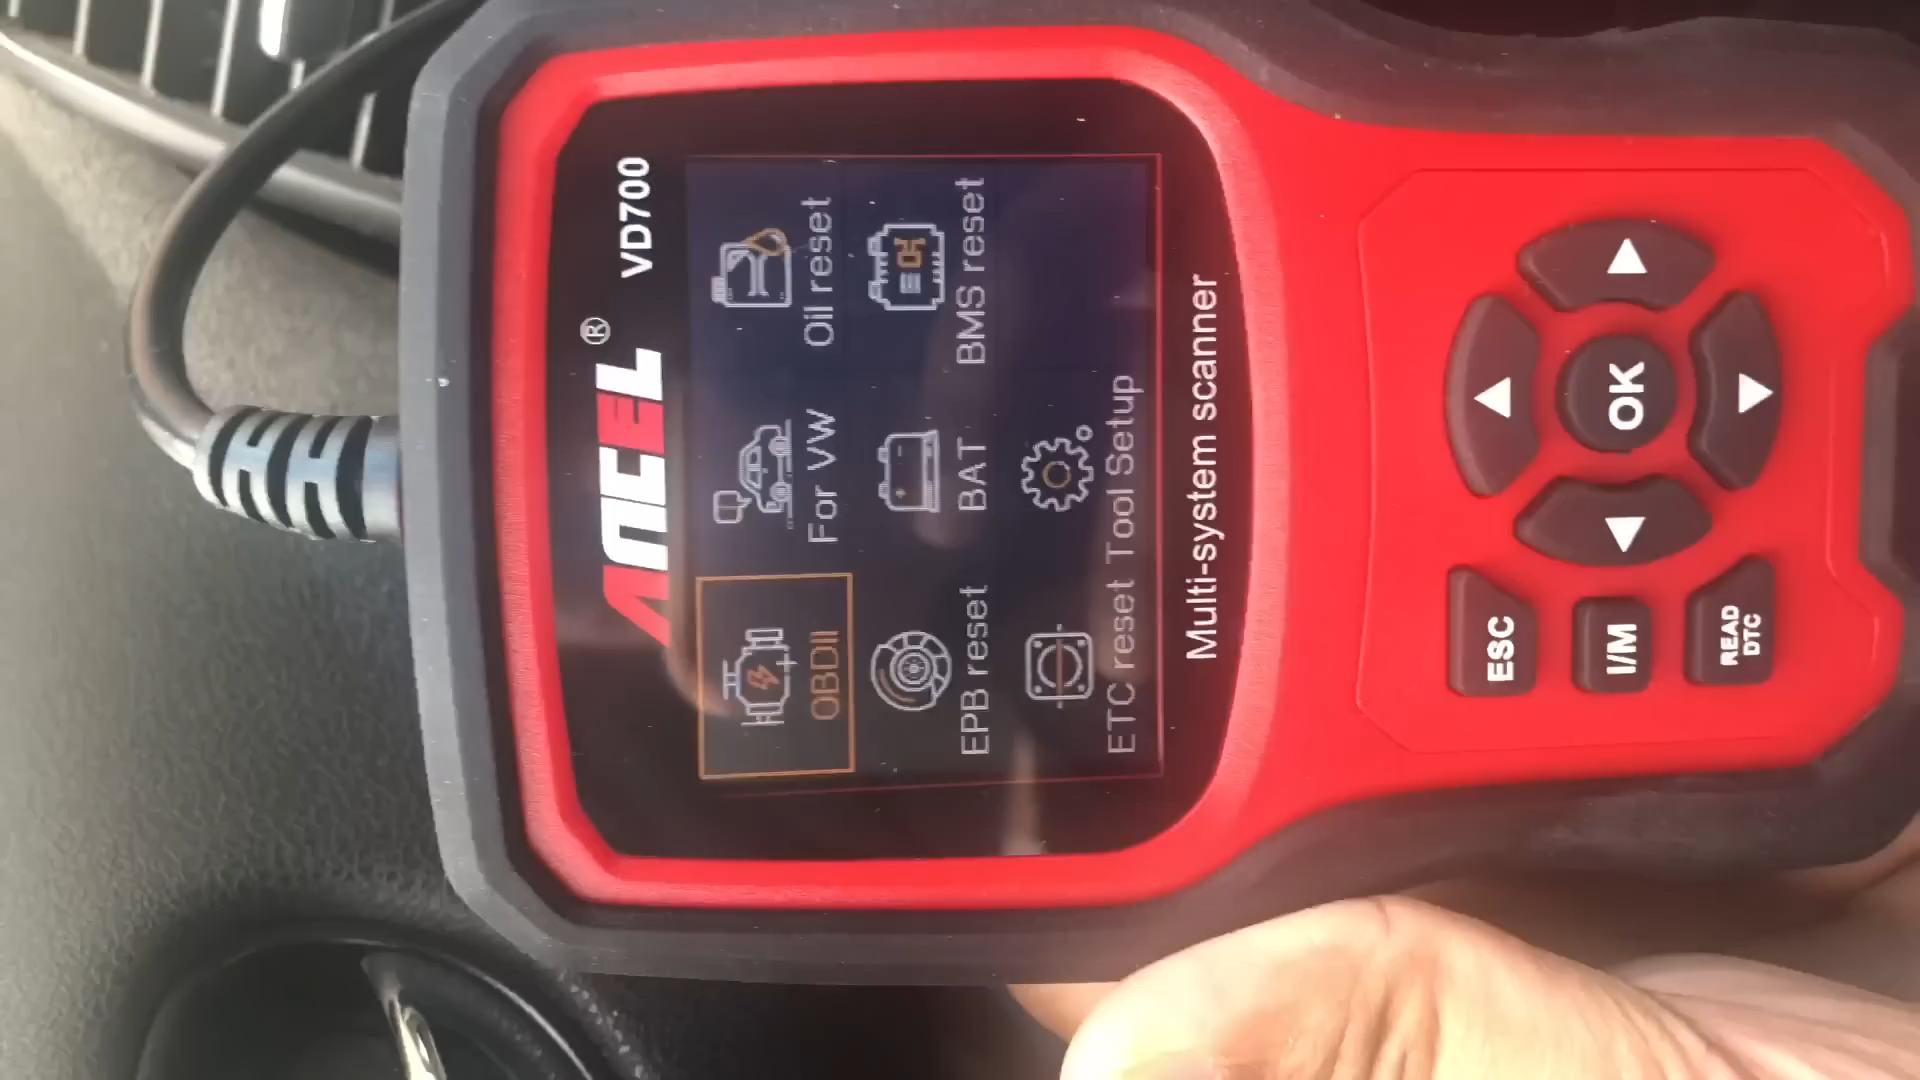 ANCEL® VD700
OBDII For VW Oil reset
EPB reset BAT BMS reset
ETC reset Tool Setup
Multi-system scanner
ESC
I/M
READ
DTC
OK